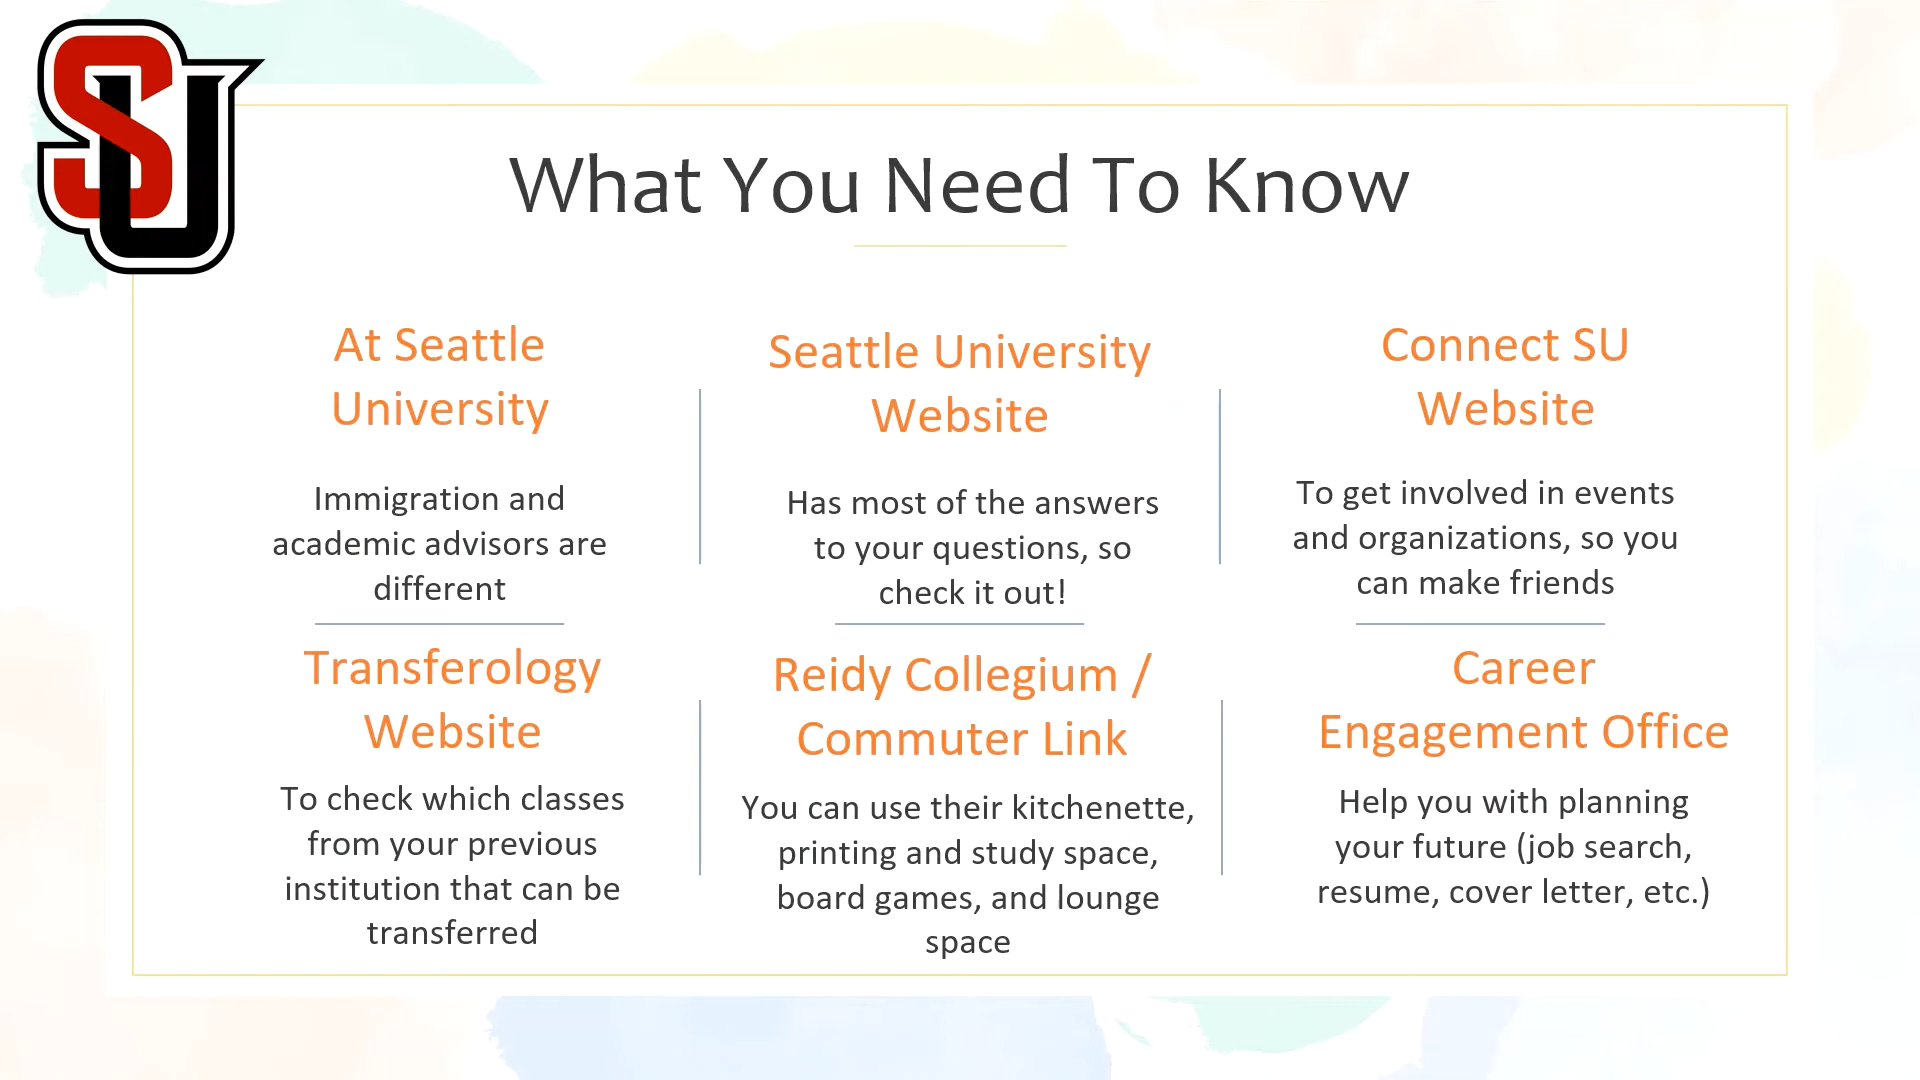 SU
What You Need To Know
At Seattle
University
Immigration and
academic advisors are
different
Seattle University
Website
Has most of the answers
to your questions, so
check it out!
Connect SU
Website
To get involved in events
and organizations, so you
can make friends
Transferology
Website
To check which classes
from your previous
institution that can be
transferred
Reidy Collegium /
Commuter Link
You can use their kitchenette,
printing and study space,
board games, and lounge
space
Career
Engagement Office
Help you with planning
your future (job search,
resume, cover letter, etc.)